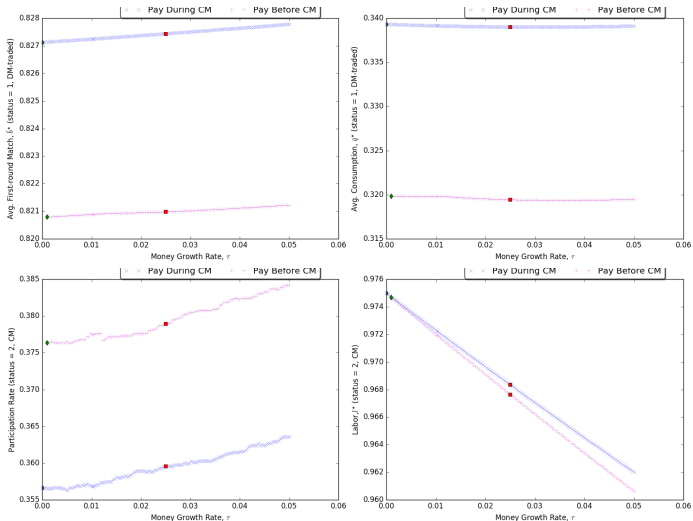 Pay During CM Pay Before CM
0.828
0.827
0.826
0.825
0.824
0.823
0.822
0.821
0.820
0.00 0.01 0.02 0.03 0.04 0.05 0.06
Money Growth Rate, τ
Avg. First-round Match, b̃* (status = 1, DM-traded)
Pay During CM Pay Before CM
0.340
0.335
0.330
0.325
0.320
0.315
0.00 0.01 0.02 0.03 0.04 0.05 0.06
Money Growth Rate, τ
Avg. Consumption, q̃* (status = 1, DM-traded)
Pay During CM Pay Before CM
0.385
0.380
0.375
0.370
0.365
0.360
0.355
0.00 0.01 0.02 0.03 0.04 0.05 0.06
Money Growth Rate, τ
Participation Rate (status = 2, CM)
Pay During CM Pay Before CM
0.976
0.974
0.972
0.970
0.968
0.966
0.964
0.962
0.960
0.00 0.01 0.02 0.03 0.04 0.05 0.06
Money Growth Rate, τ
Labor, l* (status = 2, CM)